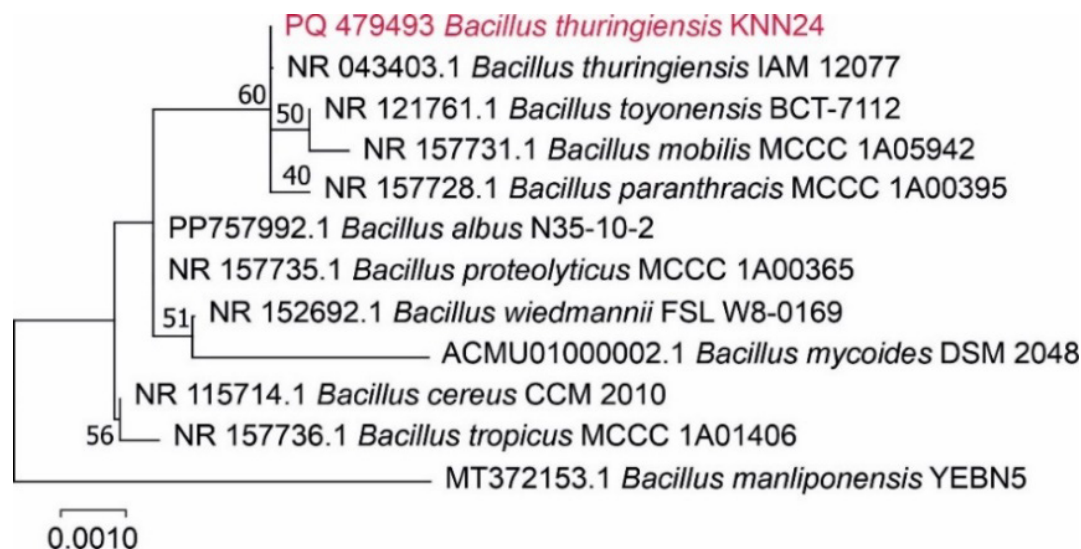 PQ 479493 Bacillus thuringiensis KNN24
NR 043403.1 Bacillus thuringiensis IAM 12077
60
NR 121761.1 Bacillus toyonensis BCT-7112
50
NR 157731.1 Bacillus mobilis MCCC 1A05942
40
NR 157728.1 Bacillus paranthracis MCCC 1A00395
PP757992.1 Bacillus albus N35-10-2
NR 157735.1 Bacillus proteolyticus MCCC 1A00365
51
NR 152692.1 Bacillus wiedmannii FSL W8-0169
ACMU01000002.1 Bacillus mycoides DSM 2048
NR 115714.1 Bacillus cereus CCM 2010
56
NR 157736.1 Bacillus tropicus MCCC 1A01406
MT372153.1 Bacillus manliponensis YEBN5
0.0010